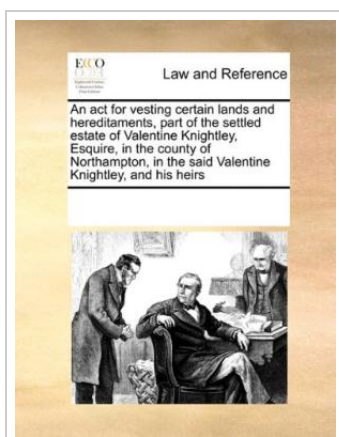 ECCO
Law and Reference
An act for vesting certain lands and
hereditaments, part of the settled
estate of Valentine Knightley,
Esquire, in the county of
Northampton, in the said Valentine
Knightley, and his heirs